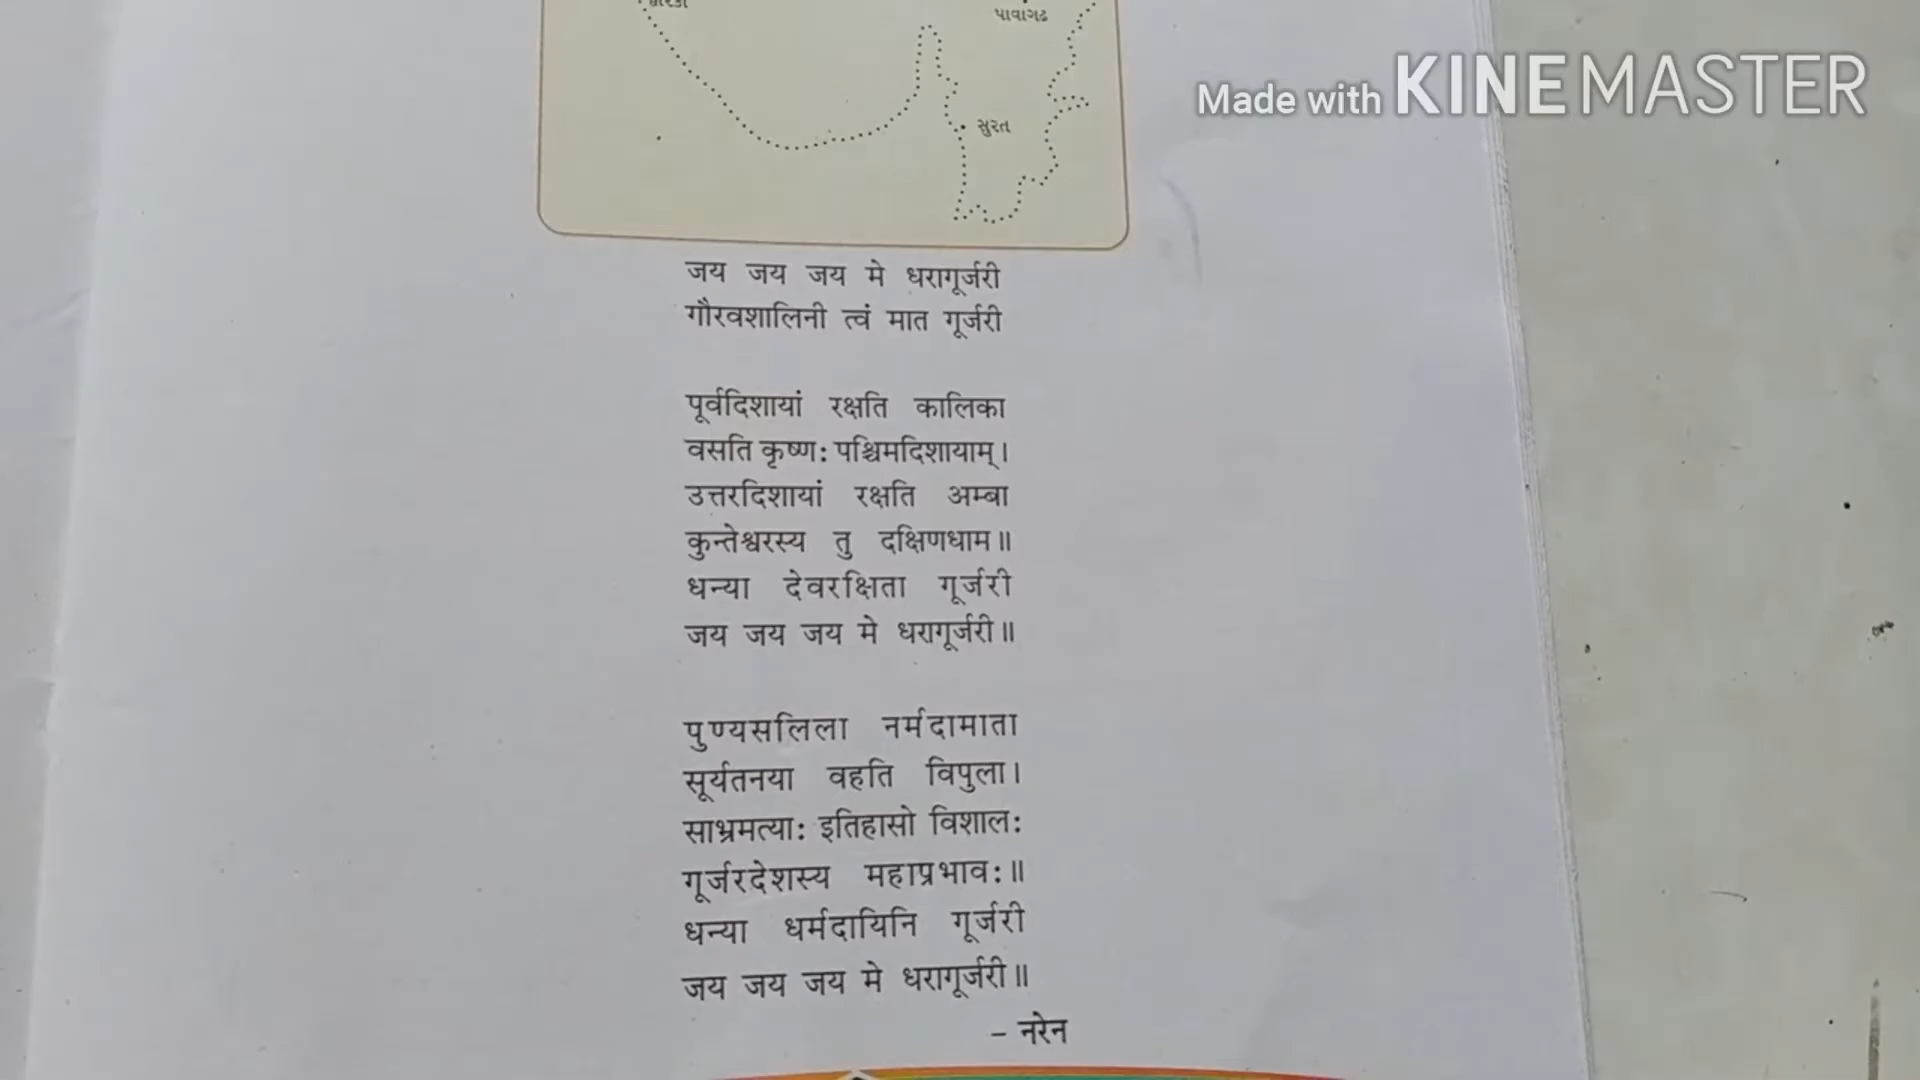 દ્વારકા
પાવાગઢ
Made with KINEMASTER
સુરત
जय जय जय मे धरागूर्जरी
गौरवशालिनी त्वं मात गूर्जरी
पूर्वदिशायां रक्षति कालिका
वसति कृष्णः पश्चिमदिशायाम्।
उत्तरदिशायां रक्षति अम्बा
कुन्तेश्वरस्य तु दक्षिणधाम॥
धन्या देवरक्षिता गूर्जरी
जय जय जय मे धरागूर्जरी॥
पुण्यसलिला नर्मदामाता
सूर्यतनया वहति विपुला।
साभ्रमत्याः इतिहासो विशालः
गूर्जरदेशस्य महाप्रभावः॥
धन्या धर्मदायिनि गूर्जरी
जय जय जय मे धरागूर्जरी॥
- नरेन